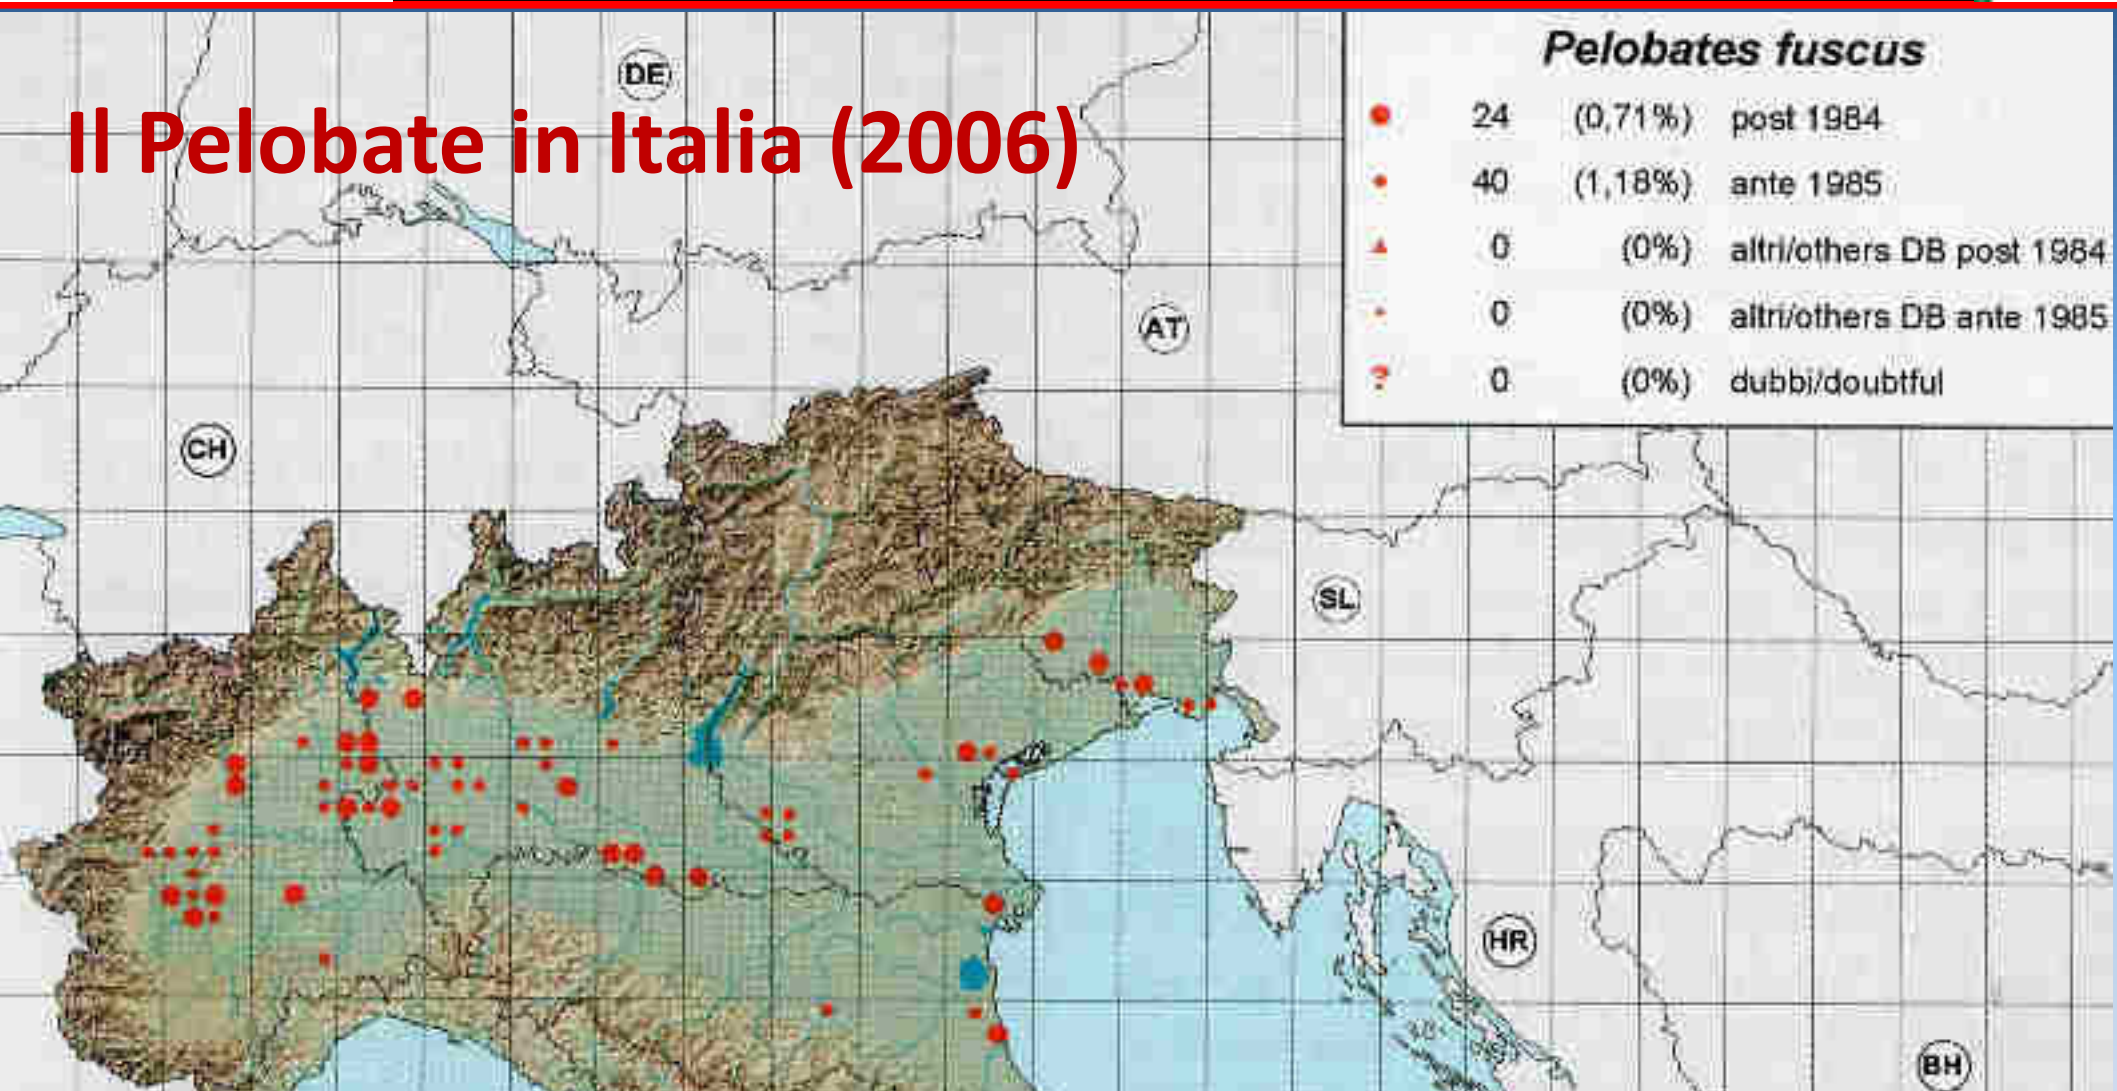 Il Pelobate in Italia (2006)
Pelobates fuscus
24 (0,71%) post 1984
40 (1,18%) ante 1985
0 (0%) altri/others DB post 1984
0 (0%) altri/others DB ante 1985
? 0 (0%) dubbi/doubtful
DE
AT
CH
SL
HR
BH